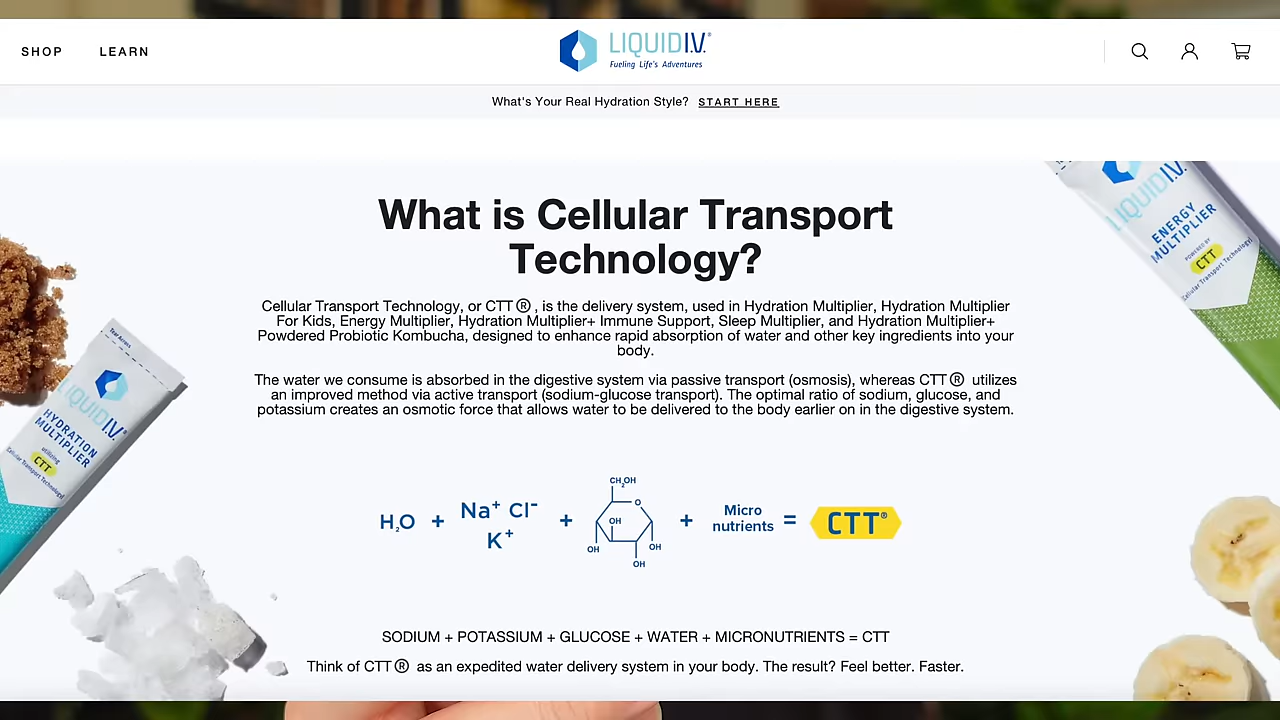 SHOP
LEARN
LIQUID I.V.®
Fueling Life's Adventures
What's Your Real Hydration Style? START HERE
What is Cellular Transport
Technology?
Cellular Transport Technology, or CTT®, is the delivery system, used in Hydration Multiplier, Hydration Multiplier
For Kids, Energy Multiplier, Hydration Multiplier+ Immune Support, Sleep Multiplier, and Hydration Multiplier+
Powdered Probiotic Kombucha, designed to enhance rapid absorption of water and other key ingredients into your
body.
The water we consume is absorbed in the digestive system via passive transport (osmosis), whereas CTT® utilizes
an improved method via active transport (sodium-glucose transport). The optimal ratio of sodium, glucose, and
potassium creates an osmotic force that allows water to be delivered to the body earlier on in the digestive system.
LIQUID I.V.
ENERGY
MULTIPLIER
POWERED BY
CTT
(Cellular Transport Technology)
Tear Across
LIQUID I.V.®
HYDRATION
MULTIPLIER
utilizing
CTT
(Cellular Transport Technology)
H₂O + Na⁺ Cl⁻ K⁺ + CH₂OH O OH OH OH OH + Micro nutrients = CTT®
SODIUM + POTASSIUM + GLUCOSE + WATER + MICRONUTRIENTS = CTT
Think of CTT® as an expedited water delivery system in your body. The result? Feel better. Faster.